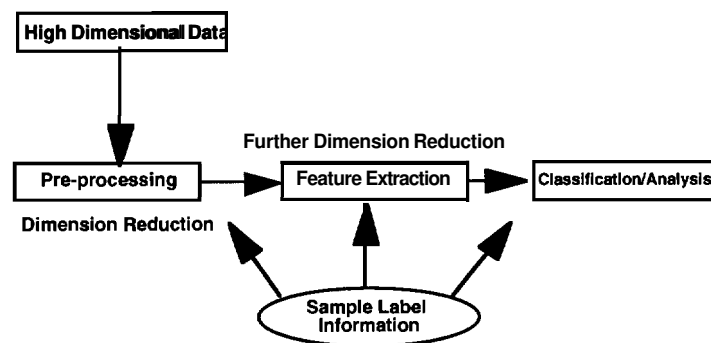 High Dimensional Data
Further Dimension Reduction
Pre-processing
Feature Extraction
Classification/Analysis
Dimension Reduction
Sample Label
Information